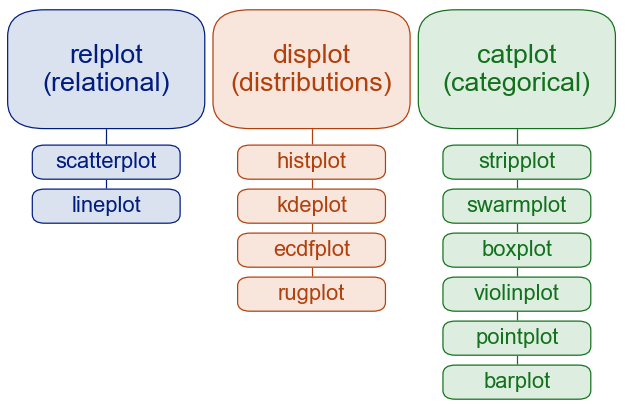 relplot
(relational)
scatterplot
lineplot
displot
(distributions)
histplot
kdeplot
ecdfplot
rugplot
catplot
(categorical)
stripplot
swarmplot
boxplot
violinplot
pointplot
barplot